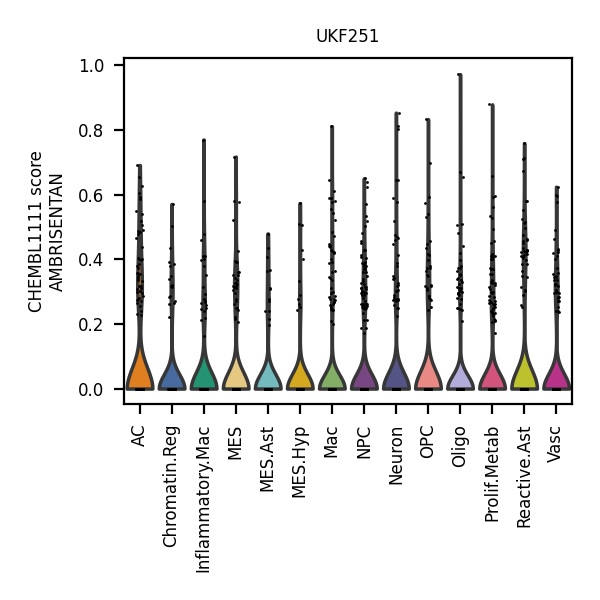 UKF251
CHEMBL1111 score
AMBRISENTAN
1.0
0.8
0.6
0.4
0.2
0.0
AC
Chromatin.Reg
Inflammatory.Mac
MES
MES.Ast
MES.Hyp
Mac
NPC
Neuron
OPC
Oligo
Prolif.Metab
Reactive.Ast
Vasc